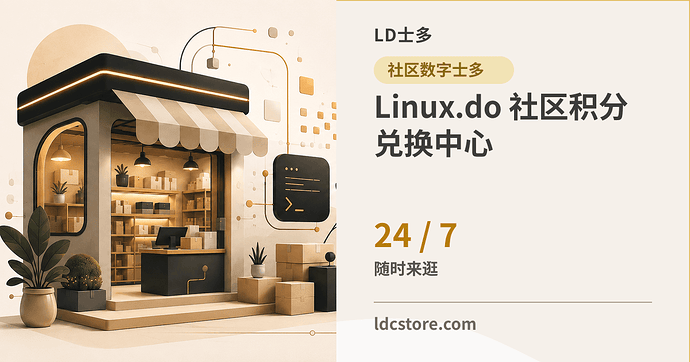 LD士多
社区数字士多
Linux.do 社区积分
兑换中心
24 / 7
随时来逛
ldcstore.com